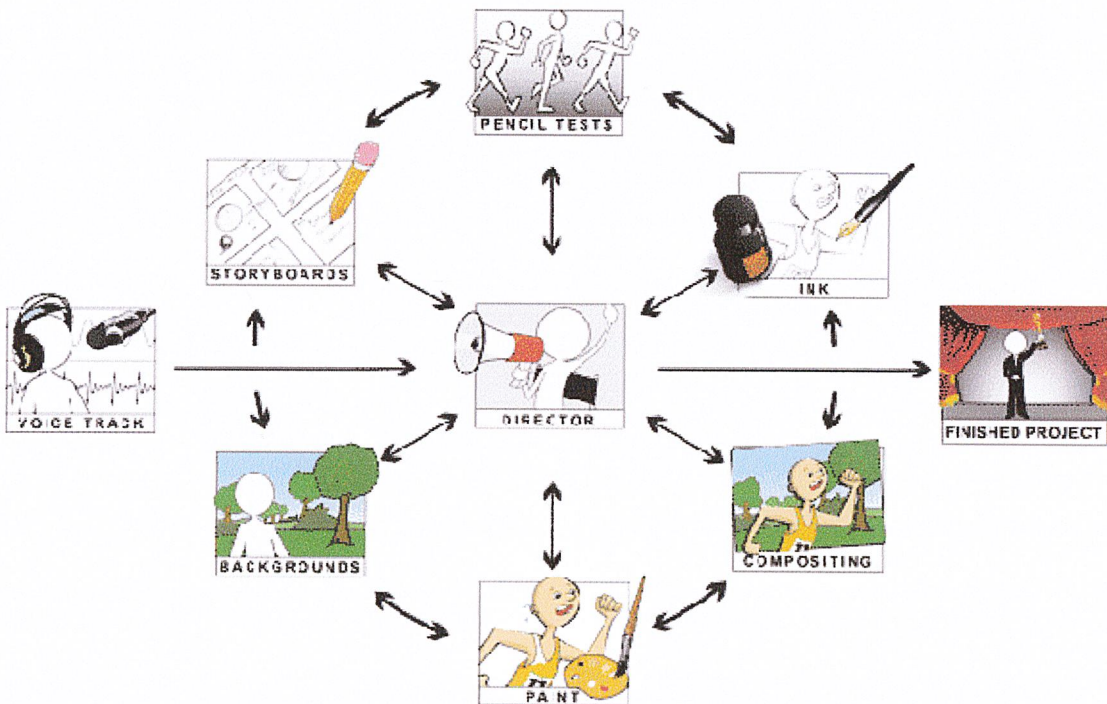 PENCIL TESTS
STORYBOARDS
INK
VOICE TRACK
DIRECTOR
FINISHED PROJECT
BACKGROUNDS
COMPOSITING
PAINT